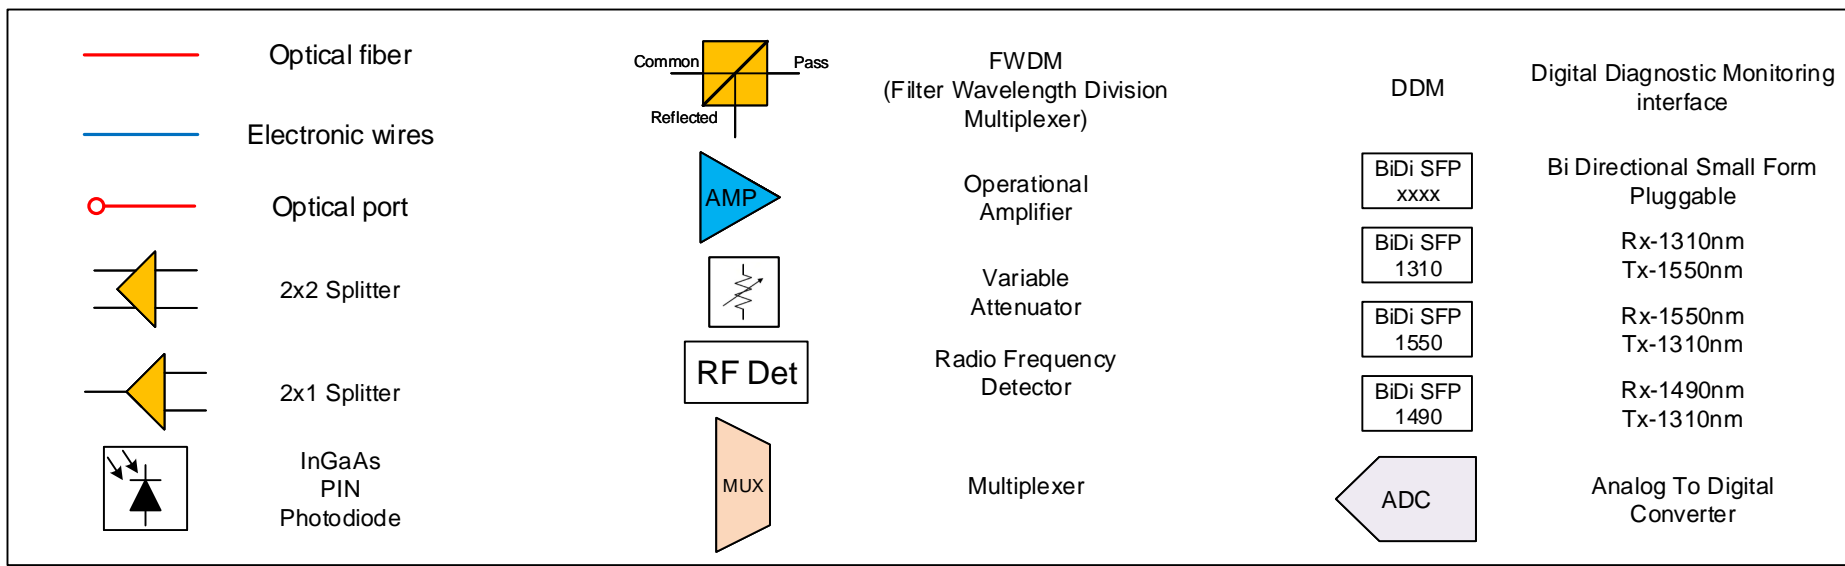 Optical fiber
Electronic wires
Optical port
2x2 Splitter
2x1 Splitter
InGaAs
PIN
Photodiode
Common
Pass
Reflected
FWDM
(Filter Wavelength Division
Multiplexer)
AMP
Operational
Amplifier
Variable
Attenuator
RF Det
Radio Frequency
Detector
MUX
Multiplexer
DDM
Digital Diagnostic Monitoring
interface
BiDi SFP
xxxx
Bi Directional Small Form
Pluggable
BiDi SFP
1310
Rx-1310nm
Tx-1550nm
BiDi SFP
1550
Rx-1550nm
Tx-1310nm
BiDi SFP
1490
Rx-1490nm
Tx-1310nm
ADC
Analog To Digital
Converter